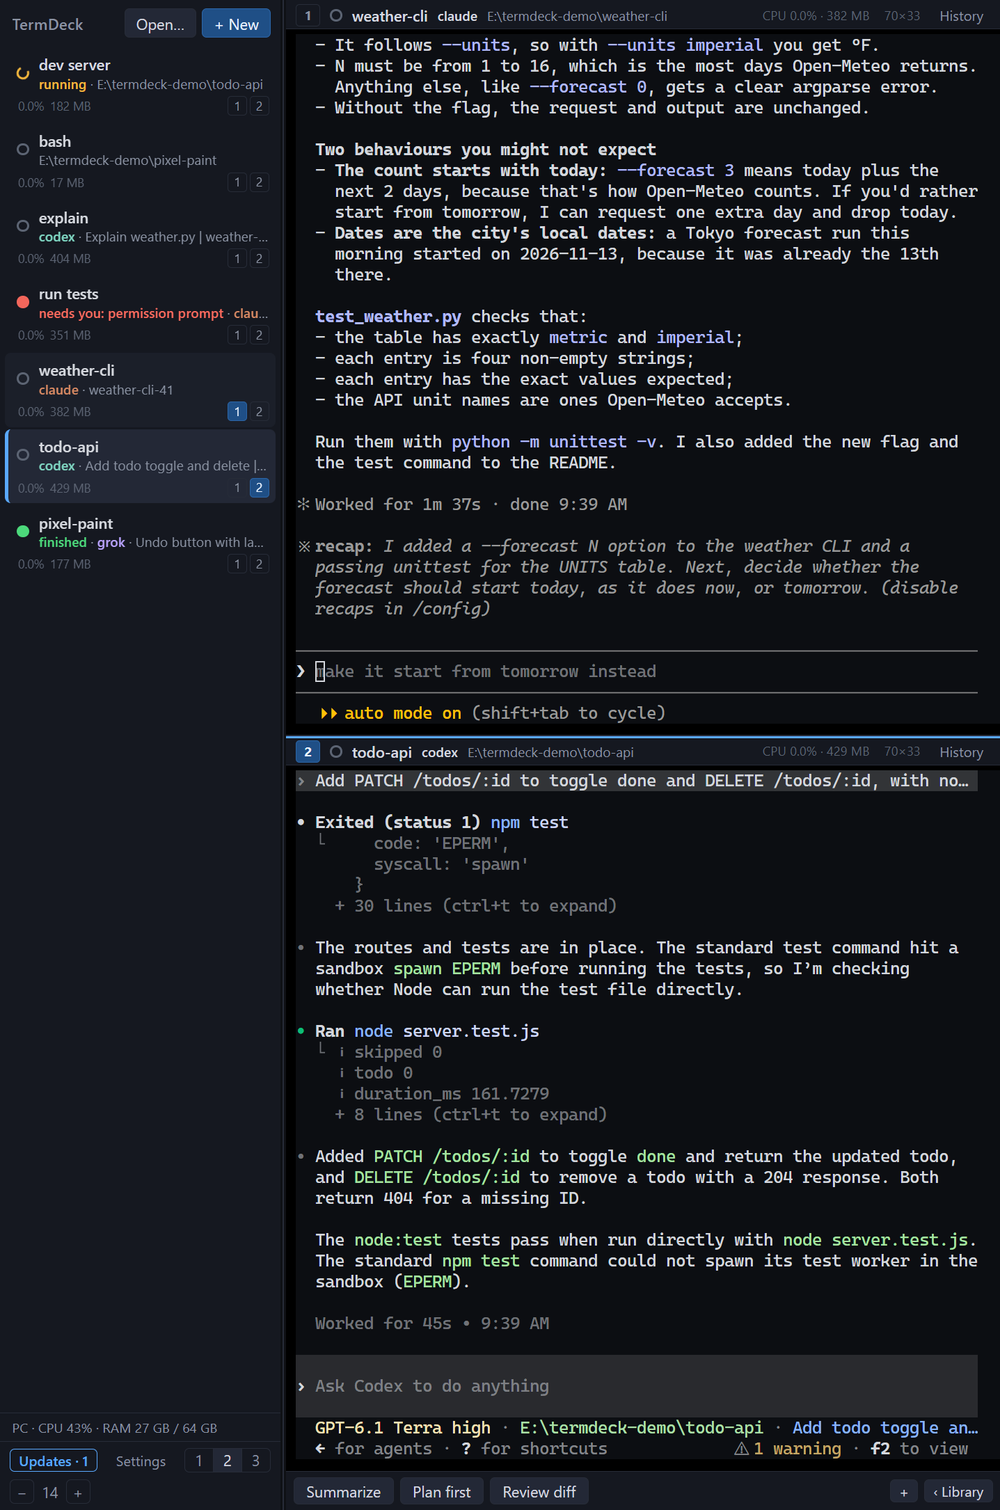 TermDeck
Open...
+ New
dev server
running · E:\termdeck-demo\todo-api
0.0% 182 MB
1 2
bash
E:\termdeck-demo\pixel-paint
0.0% 17 MB
1 2
explain
codex · Explain weather.py | weather-...
0.0% 404 MB
1 2
run tests
needs you: permission prompt · clau...
0.0% 351 MB
1 2
weather-cli
claude · weather-cli-41
0.0% 382 MB
1 2
todo-api
codex · Add todo toggle and delete |...
0.0% 429 MB
1 2
pixel-paint
finished · grok · Undo button with la...
0.0% 177 MB
1 2
PC · CPU 43% · RAM 27 GB / 64 GB
Updates · 1
Settings
1 2 3
− 14 +
1 weather-cli claude E:\termdeck-demo\weather-cli
CPU 0.0% · 382 MB 70×33 History
- It follows --units, so with --units imperial you get °F.
- N must be from 1 to 16, which is the most days Open-Meteo returns.
Anything else, like --forecast 0, gets a clear argparse error.
- Without the flag, the request and output are unchanged.
Two behaviours you might not expect
- The count starts with today: --forecast 3 means today plus the
next 2 days, because that's how Open-Meteo counts. If you'd rather
start from tomorrow, I can request one extra day and drop today.
- Dates are the city's local dates: a Tokyo forecast run this
morning started on 2026-11-13, because it was already the 13th
there.
test_weather.py checks that:
- the table has exactly metric and imperial;
- each entry is four non-empty strings;
- each entry has the exact values expected;
- the API unit names are ones Open-Meteo accepts.
Run them with python -m unittest -v. I also added the new flag and
the test command to the README.
✻ Worked for 1m 37s · done 9:39 AM
※ recap: I added a --forecast N option to the weather CLI and a
passing unittest for the UNITS table. Next, decide whether the
forecast should start today, as it does now, or tomorrow. (disable
recaps in /config)
❯ make it start from tomorrow instead
⏵⏵ auto mode on (shift+tab to cycle)
2 todo-api codex E:\termdeck-demo\todo-api
CPU 0.0% · 429 MB 70×33 History
› Add PATCH /todos/:id to toggle done and DELETE /todos/:id, with no…
• Exited (status 1) npm test
└ code: 'EPERM',
syscall: 'spawn'
}
+ 30 lines (ctrl+t to expand)
• The routes and tests are in place. The standard test command hit a
sandbox spawn EPERM before running the tests, so I’m checking
whether Node can run the test file directly.
• Ran node server.test.js
└ ℹ skipped 0
ℹ todo 0
ℹ duration_ms 161.7279
+ 8 lines (ctrl+t to expand)
• Added PATCH /todos/:id to toggle done and return the updated todo,
and DELETE /todos/:id to remove a todo with a 204 response. Both
return 404 for a missing ID.
The node:test tests pass when run directly with node server.test.js.
The standard npm test command could not spawn its test worker in the
sandbox (EPERM).
Worked for 45s • 9:39 AM
› Ask Codex to do anything
GPT-6.1 Terra high · E:\termdeck-demo\todo-api · Add todo toggle an…
← for agents · ? for shortcuts
⚠ 1 warning · f2 to view
Summarize
Plan first
Review diff
+
‹ Library